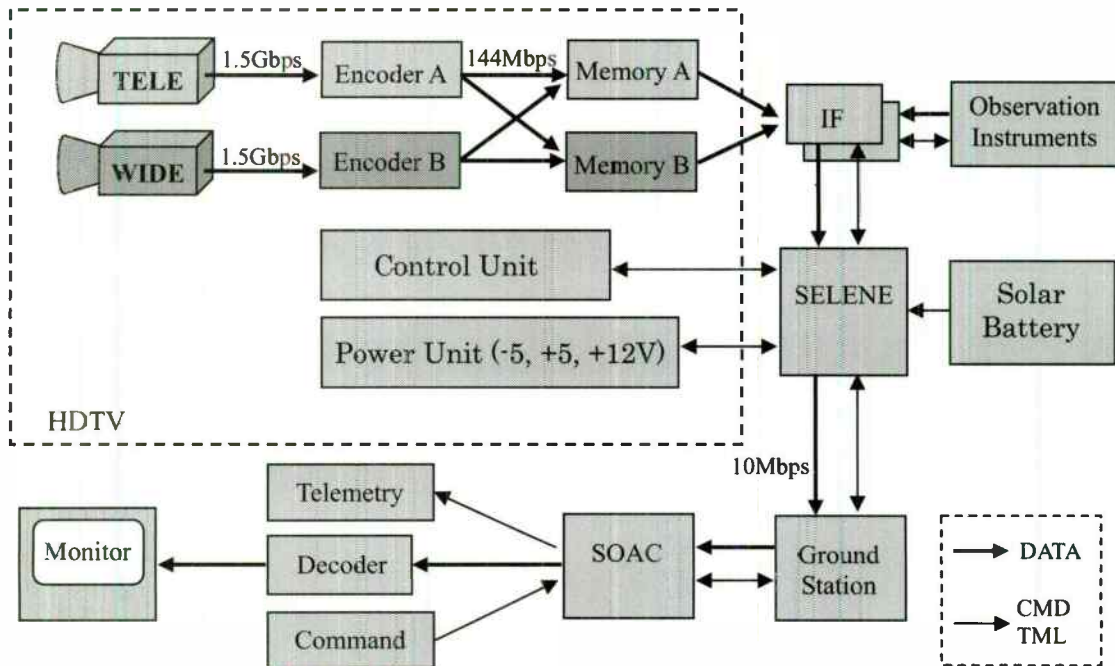 TELE
1.5Gbps
Encoder A
144Mbps
Memory A
IF
Observation
Instruments
WIDE
1.5Gbps
Encoder B
Memory B
Control Unit
SELENE
Solar
Battery
Power Unit (-5, +5, +12V)
HDTV
10Mbps
Telemetry
Monitor
Decoder
SOAC
Ground
Station
Command
DATA
CMD
TML